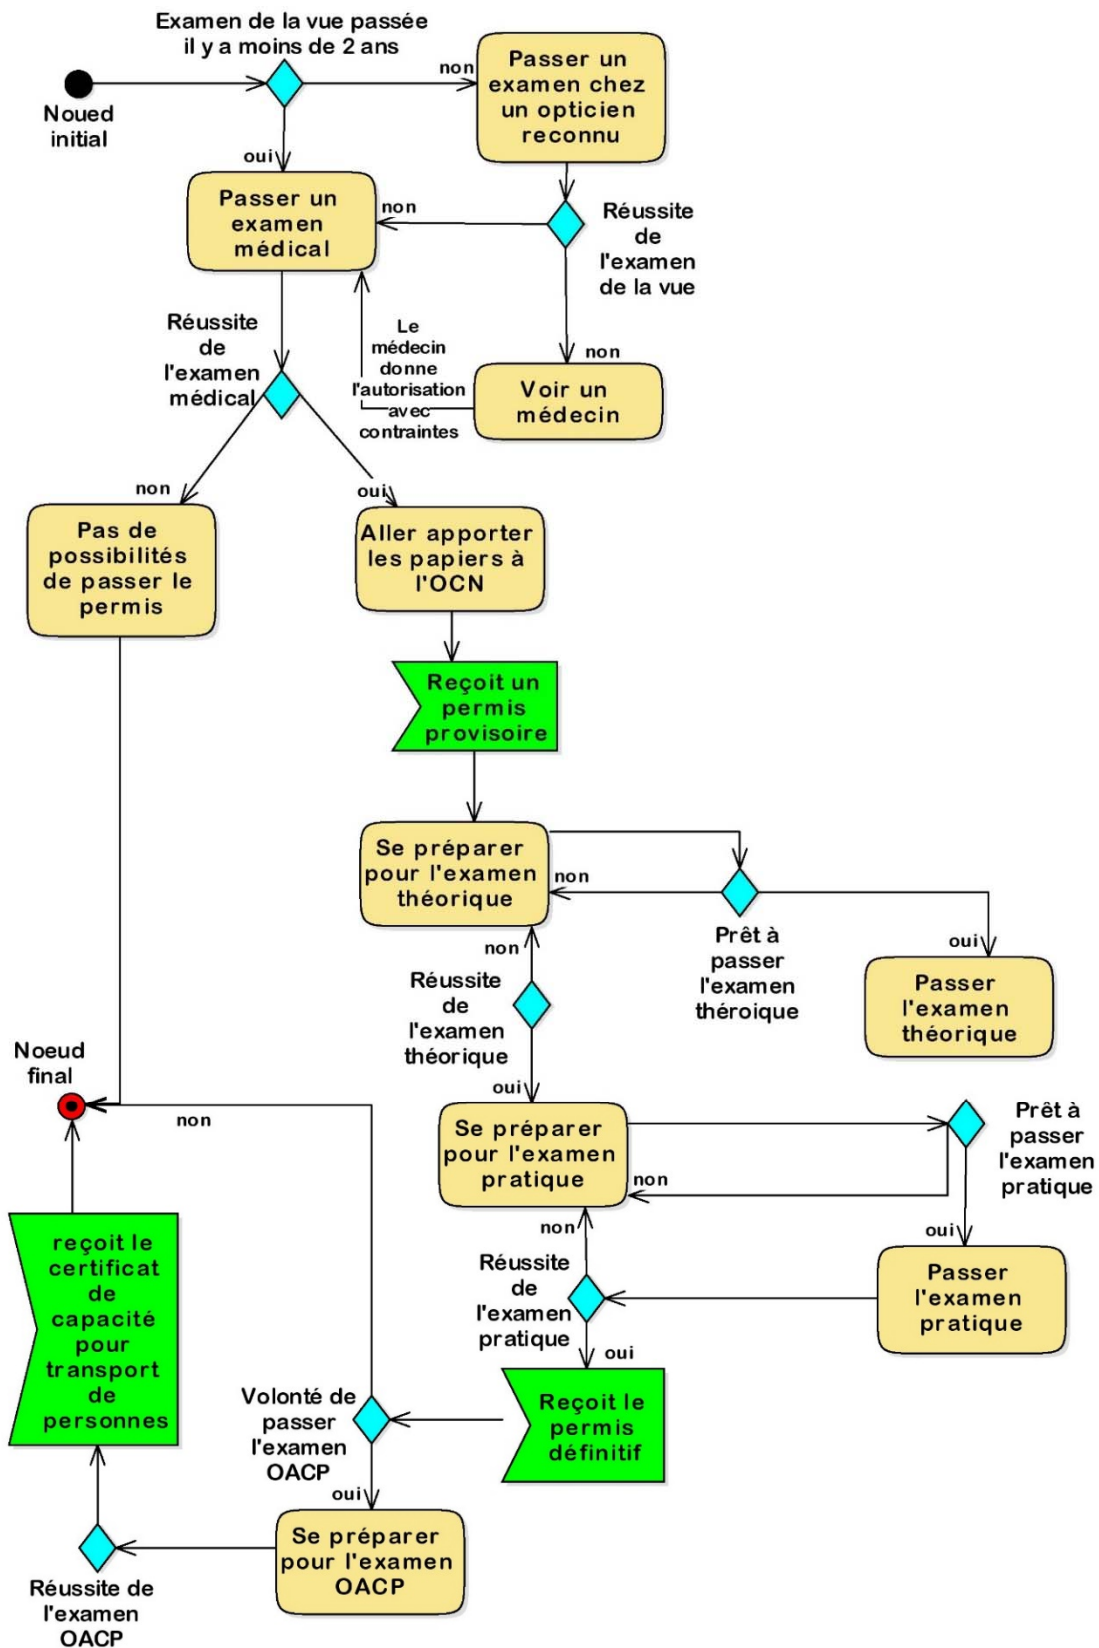 Examen de la vue passée
il y a moins de 2 ans
Noued
initial
non
Passer un
examen chez
un opticien
reconnu
oui
Passer un
examen
médical
non
Réussite
de
l'examen
de la vue
Réussite
de
l'examen
médical
Le
médecin
donne
l'autorisation
avec
contraintes
non
Voir un
médecin
non
oui
Pas de
possibilités
de passer le
permis
Aller apporter
les papiers à
l'OCN
Reçoit un
permis
provisoire
Se préparer
pour l'examen
théorique
non
Prêt à
passer
l'examen
théroique
oui
Passer
l'examen
théorique
non
Réussite
de
l'examen
théorique
oui
Noeud
final
non
Se préparer
pour l'examen
pratique
non
Prêt à
passer
l'examen
pratique
oui
Passer
l'examen
pratique
non
Réussite
de
l'examen
pratique
oui
Reçoit le
permis
définitif
Volonté de
passer
l'examen
OACP
oui
Se préparer
pour l'examen
OACP
Réussite de
l'examen
OACP
reçoit le
certificat
de
capacité
pour
transport
de
personnes